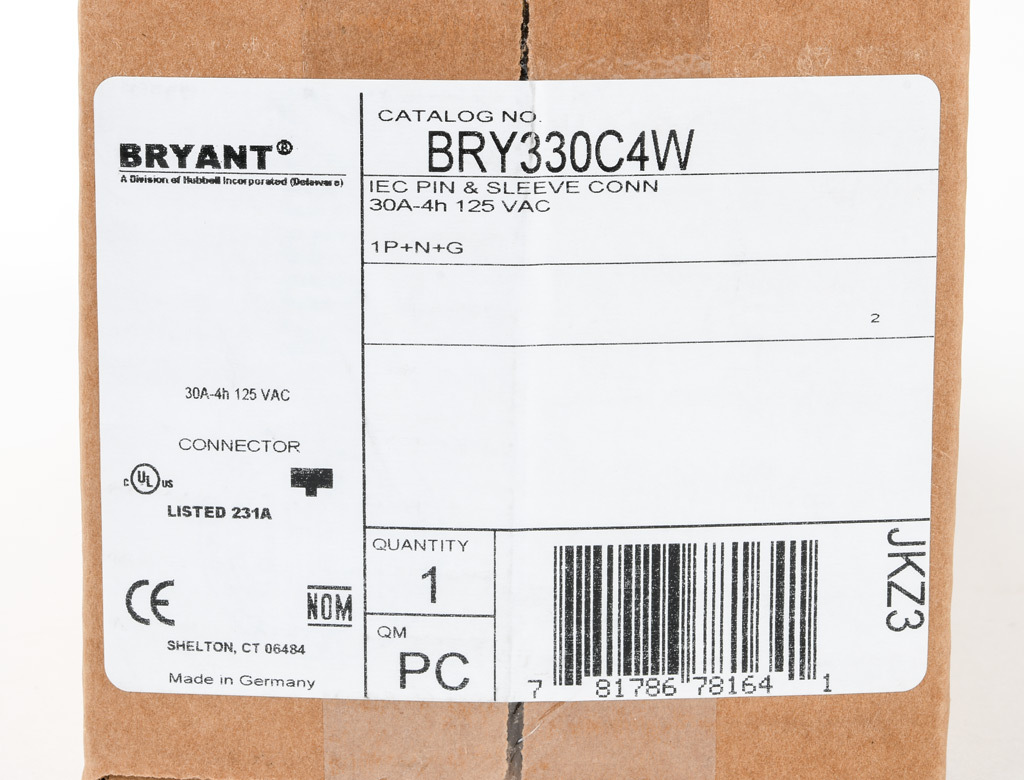 BRYANT®
A Division of Hubbell Incorporated (Delaware)
CATALOG NO.
BRY330C4W
IEC PIN & SLEEVE CONN
30A-4h 125 VAC
1P+N+G
2
30A-4h 125 VAC
CONNECTOR
c UL us
LISTED 231A
CE
NOM
SHELTON, CT 06484
Made in Germany
QUANTITY
1
QM
PC
7 81786 78164 1
JKZ3